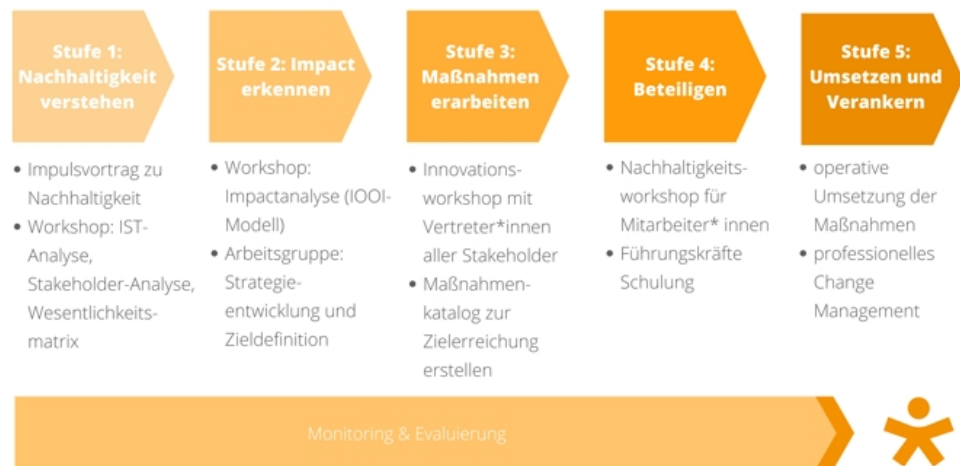 Stufe 1:
Nachhaltigkeit
verstehen
• Impulsvortrag zu
Nachhaltigkeit
• Workshop: IST-
Analyse,
Stakeholder-Analyse,
Wesentlichkeits-
matrix
Stufe 2: Impact
erkennen
• Workshop:
Impactanalyse (IOOI-
Modell)
• Arbeitsgruppe:
Strategie-
entwicklung und
Zieldefinition
Stufe 3:
Maßnahmen
erarbeiten
• Innovations-
workshop mit
Vertreter*innen
aller Stakeholder
• Maßnahmen-
katalog zur
Zielerreichung
erstellen
Stufe 4:
Beteiligen
• Nachhaltigkeits-
workshop für
Mitarbeiter* innen
• Führungskräfte
Schulung
Stufe 5:
Umsetzen und
Verankern
• operative
Umsetzung der
Maßnahmen
• professionelles
Change
Management
Monitoring & Evaluierung